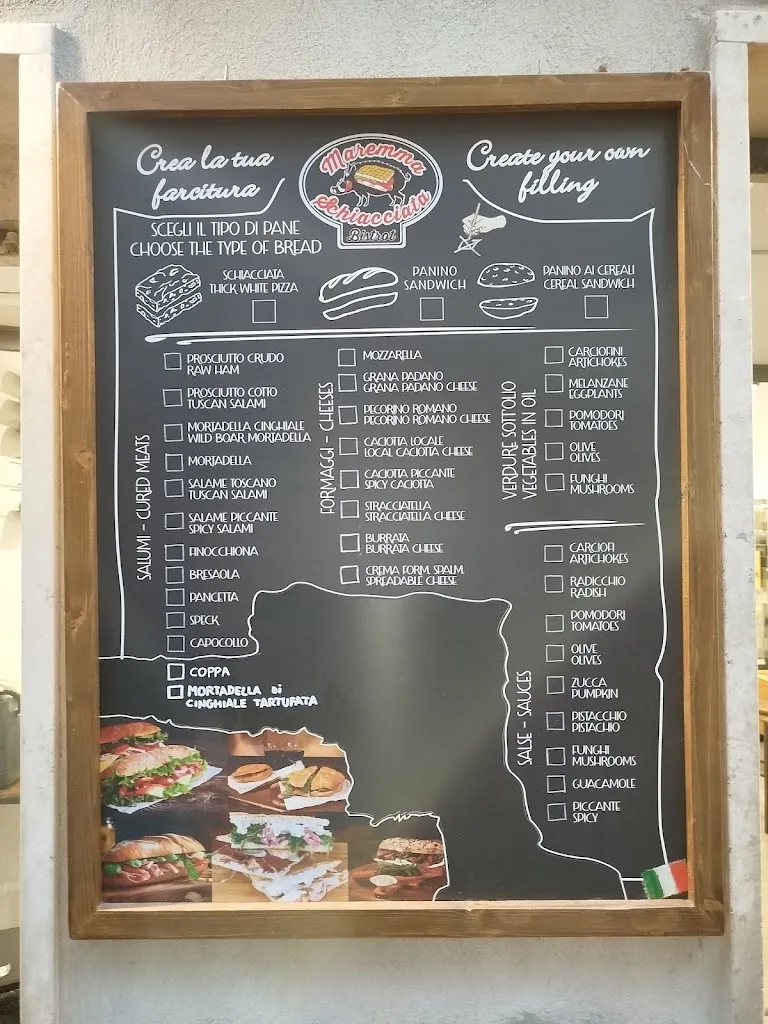 Crea la tua
farcitura
Maremma
Schiacciata
Bistrot
Create your own
filling
SCEGLI IL TIPO DI PANE
CHOOSE THE TYPE OF BREAD
SCHIACCIATA
THICK WHITE PIZZA
PANINO
SANDWICH
PANINO AI CEREALI
CEREAL SANDWICH
SALUMI - CURED MEATS
PROSCIUTTO CRUDO
RAW HAM
PROSCIUTTO COTTO
TUSCAN SALAMI
MORTADELLA CINGHIALE
WILD BOAR MORTADELLA
MORTADELLA
SALAME TOSCANO
TUSCAN SALAMI
SALAME PICCANTE
SPICY SALAMI
FINOCCHIONA
BRESAOLA
PANCETTA
SPECK
CAPOCOLLO
COPPA
MORTADELLA Di
CINGHIALE TARTUFATA
FORMAGGI - CHEESES
MOZZARELLA
GRANA PADANO
GRANA PADANO CHEESE
PECORINO ROMANO
PECORINO ROMANO CHEESE
CACIOTTA LOCALE
LOCAL CACIOTTA CHEESE
CACIOTTA PICCANTE
SPICY CACIOTTA
STRACCIATELLA
STRACCIATELLA CHEESE
BURRATA
BURRATA CHEESE
CREMA FORM. SPALM.
SPREADABLE CHEESE
VERDURE SOTT'OLIO
VEGETABLES IN OIL
CARCIOFINI
ARTICHOKES
MELANZANE
EGGPLANTS
POMODORI
TOMATOES
OLIVE
OLIVES
FUNGHI
MUSHROOMS
SALSE - SAUCES
CARCIOFI
ARTICHOKES
RADICCHIO
RADISH
POMODORI
TOMATOES
OLIVE
OLIVES
ZUCCA
PUMPKIN
PISTACCHIO
PISTACHIO
FUNGHI
MUSHROOMS
GUACAMOLE
PICCANTE
SPICY